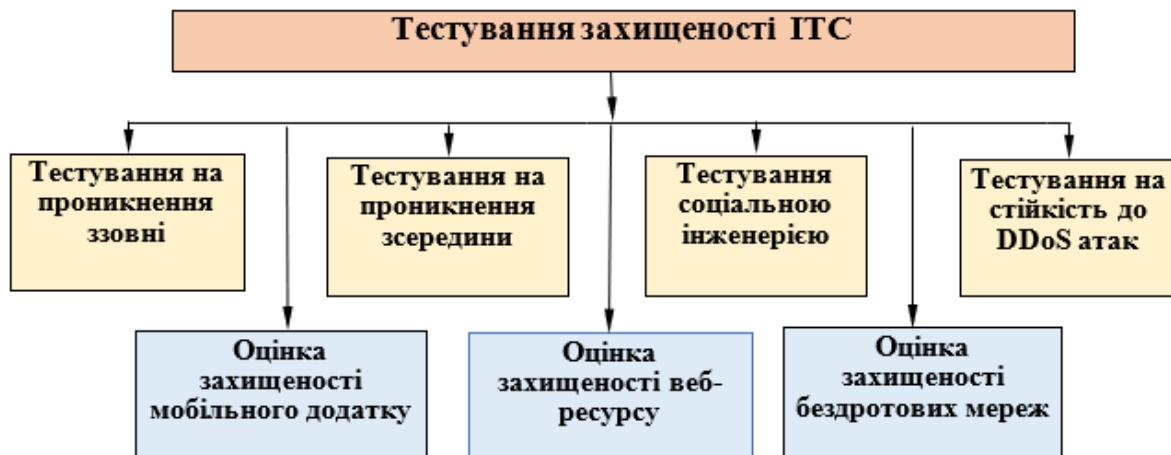 Тестування захищеності ІТС
Тестування на
проникнення
ззовні
Тестування на
проникнення
зсередини
Тестування
соціальною
інженерією
Тестування на
стійкість до
DDoS атак
Оцінка
захищеності
мобільного додатку
Оцінка
захищеності веб-
ресурсу
Оцінка
захищеності
бездротових мереж